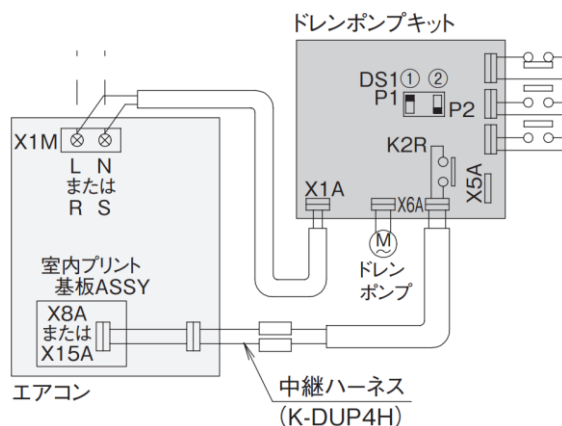 ドレンポンプキット
DS1 ① ②
P1
P2
K2R
X5A
X1A
X6A
M
~
ドレン
ポンプ
X1M
L N
または
R S
室内プリント
基板ASSY
X8A
または
X15A
エアコン
中継ハーネス
(K-DUP4H)